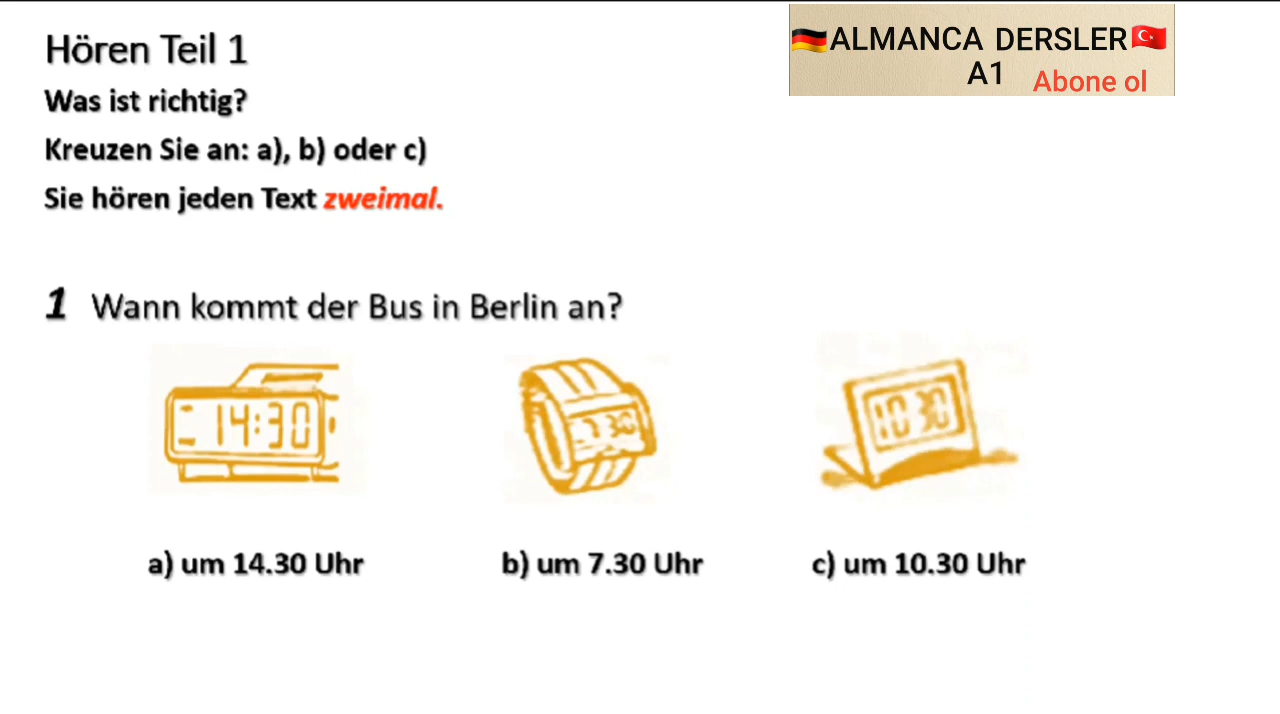 Hören Teil 1
ALMANCA DERSLER
A1 Abone ol
Was ist richtig?
Kreuzen Sie an: a), b) oder c)
Sie hören jeden Text zweimal.
1 Wann kommt der Bus in Berlin an?
14:30
7 30
10 30
a) um 14.30 Uhr
b) um 7.30 Uhr
c) um 10.30 Uhr